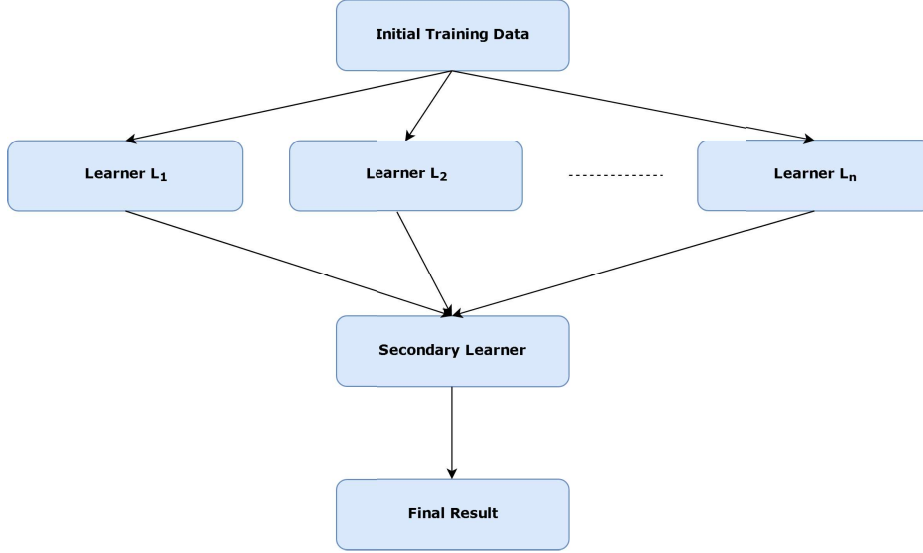 Initial Training Data
Learner L₁
Learner L₂
Learner Lₙ
Secondary Learner
Final Result